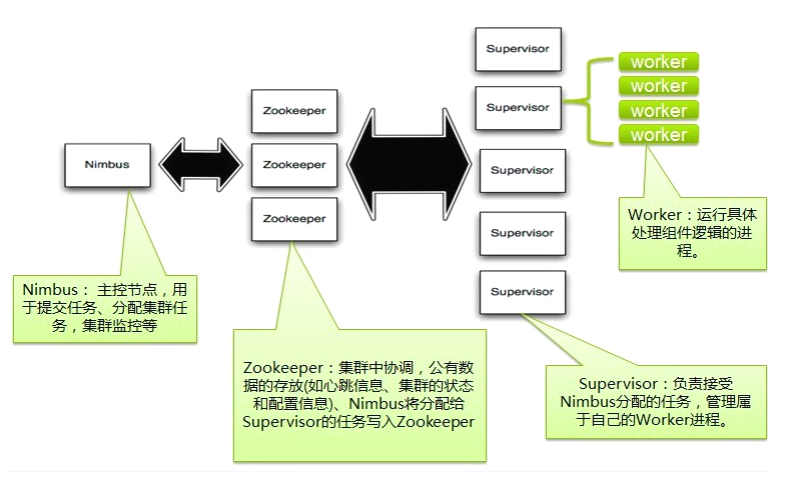 Nimbus
Zookeeper
Zookeeper
Zookeeper
Supervisor
Supervisor
Supervisor
Supervisor
Supervisor
worker
worker
worker
worker
Worker：运行具体
处理组件逻辑的进
程。
Nimbus： 主控节点，用
于提交任务、分配集群任
务，集群监控等
Zookeeper：集群中协调，公有数
据的存放(如心跳信息、集群的状态
和配置信息)、Nimbus将分配给
Supervisor的任务写入Zookeeper
Supervisor：负责接受
Nimbus分配的任务，管理属
于自己的Worker进程。